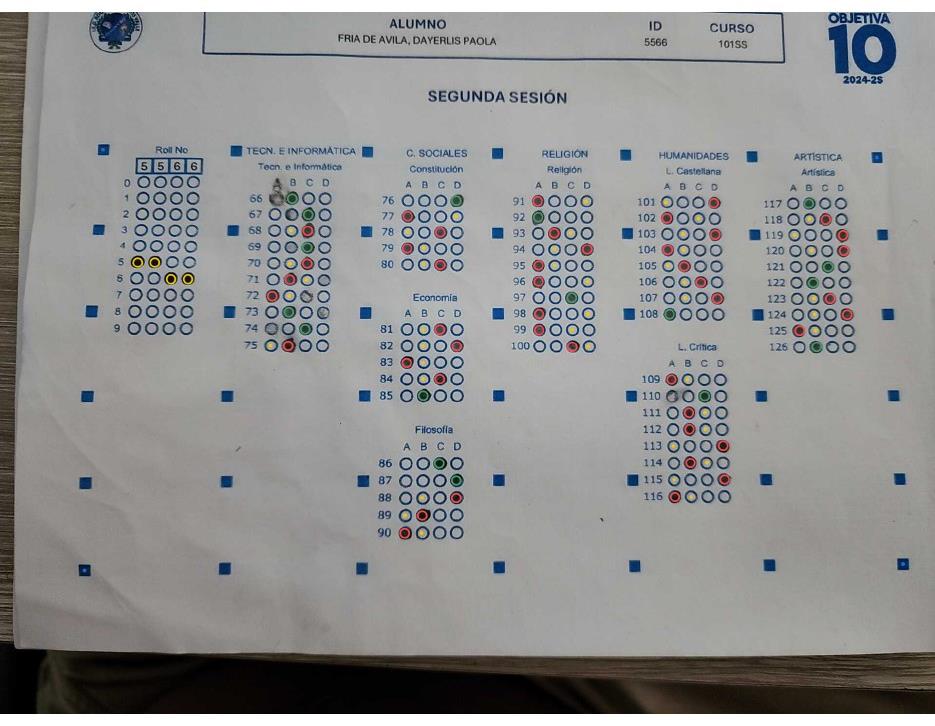 ALUMNO
FRIA DE AVILA, DAYERLIS PAOLA
ID
5566
CURSO
101SS
OBJETIVA
10
2024-2S
SEGUNDA SESIÓN
Roll No
5 5 6 6
0
1
2
3
4
5
6
7
8
9
TECN. E INFORMÁTICA
Tecn. e Informática
A B C D
66
67
68
69
70
71
72
73
74
75
C. SOCIALES
Constitución
A B C D
76
77
78
79
80
Economía
A B C D
81
82
83
84
85
Filosofía
A B C D
86
87
88
89
90
RELIGIÓN
Religión
A B C D
91
92
93
94
95
96
97
98
99
100
HUMANIDADES
L. Castellana
A B C D
101
102
103
104
105
106
107
108
L. Crítica
A B C D
109
110
111
112
113
114
115
116
ARTÍSTICA
Artística
A B C D
117
118
119
120
121
122
123
124
125
126